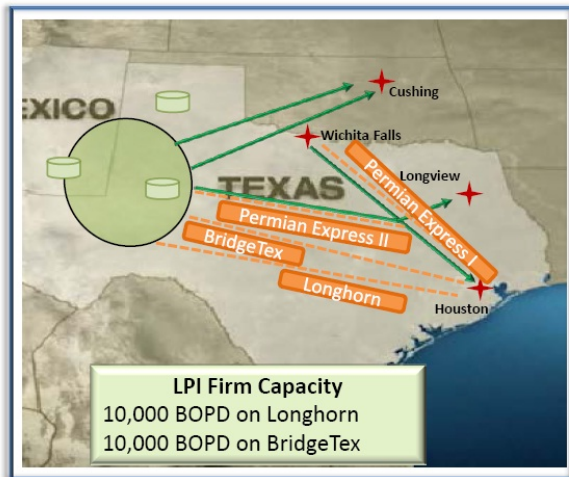 EXICO
Cushing
Wichita Falls
TEXAS
Longview
Permian Express I
Permian Express II
BridgeTex
Longhorn
Houston
LPI Firm Capacity
10,000 BOPD on Longhorn
10,000 BOPD on BridgeTex